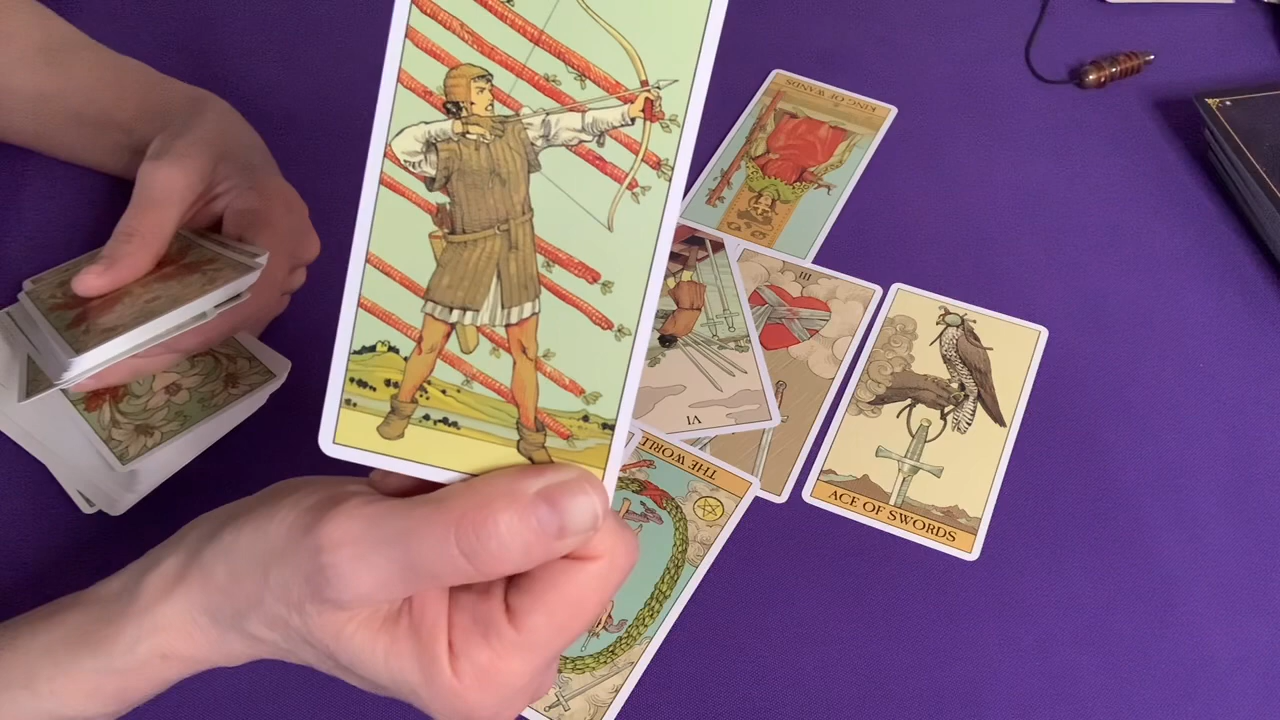 KING OF WANDS
III
VI
THE WORLD
ACE OF SWORDS